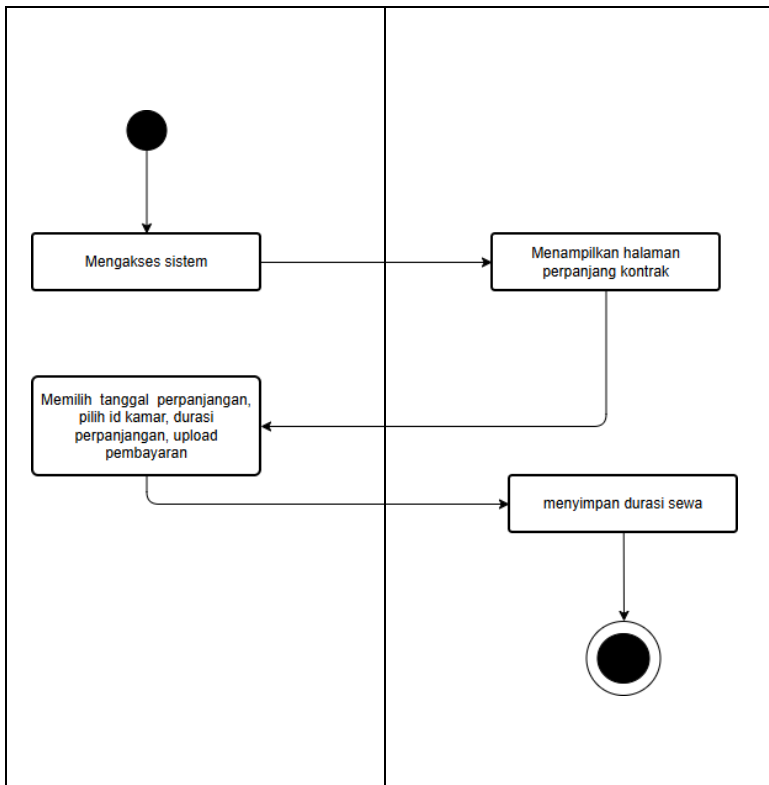 Mengakses sistem
Menampilkan halaman
perpanjang kontrak
Memilih tanggal perpanjangan,
pilih id kamar, durasi
perpanjangan, upload
pembayaran
menyimpan durasi sewa